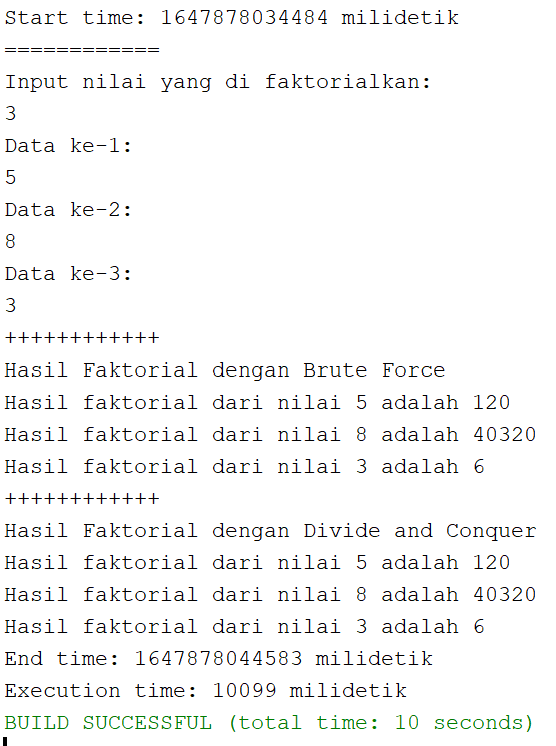 Start time: 1647878034484 milidetik
============
Input nilai yang di faktorialkan:
3
Data ke-1:
5
Data ke-2:
8
Data ke-3:
3
++++++++++++
Hasil Faktorial dengan Brute Force
Hasil faktorial dari nilai 5 adalah 120
Hasil faktorial dari nilai 8 adalah 40320
Hasil faktorial dari nilai 3 adalah 6
++++++++++++
Hasil Faktorial dengan Divide and Conquer
Hasil faktorial dari nilai 5 adalah 120
Hasil faktorial dari nilai 8 adalah 40320
Hasil faktorial dari nilai 3 adalah 6
End time: 1647878044583 milidetik
Execution time: 10099 milidetik
BUILD SUCCESSFUL (total time: 10 seconds)